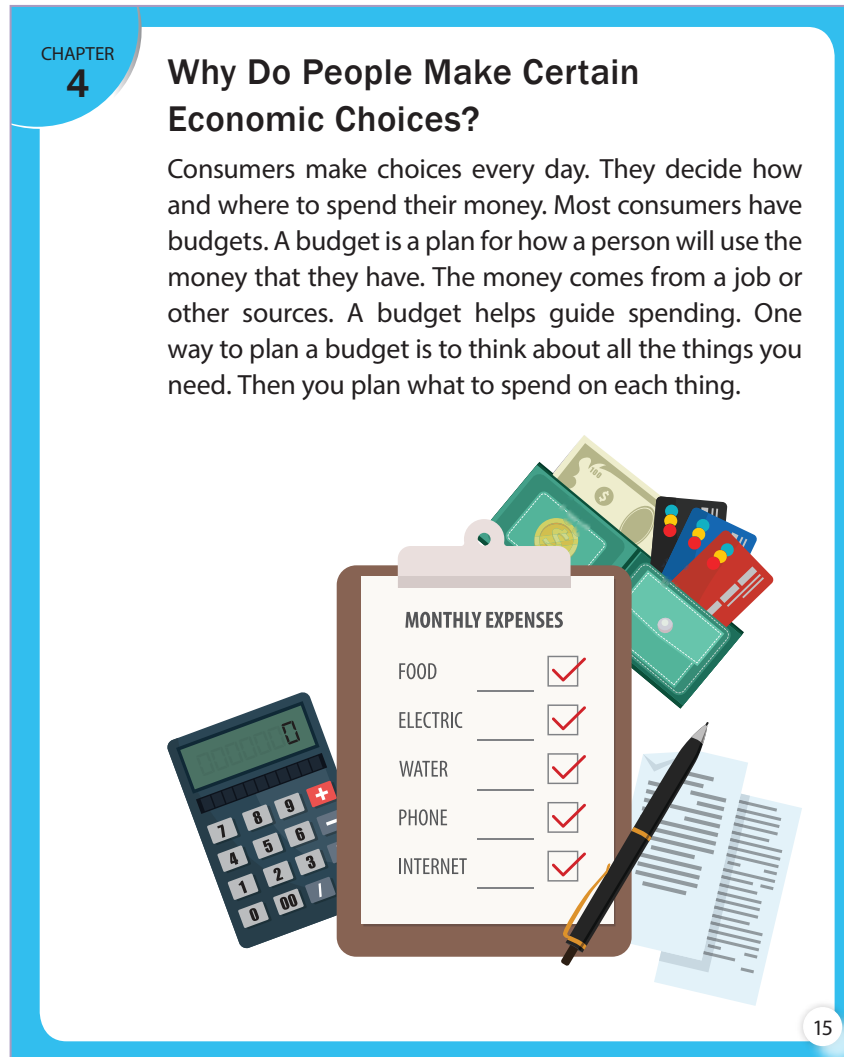 CHAPTER
4
Why Do People Make Certain
Economic Choices?
Consumers make choices every day. They decide how
and where to spend their money. Most consumers have
budgets. A budget is a plan for how a person will use the
money that they have. The money comes from a job or
other sources. A budget helps guide spending. One
way to plan a budget is to think about all the things you
need. Then you plan what to spend on each thing.
100
$
MONTHLY EXPENSES
FOOD
ELECTRIC
WATER
PHONE
INTERNET
0
7 8 9 +
4 5 6 –
1 2 3
0 00 /
15